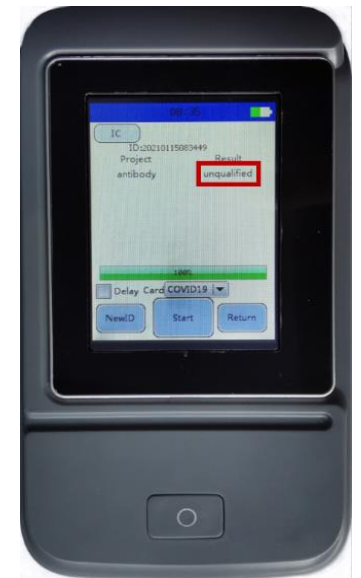 IC
ID:20210115083449
Project Result
antibody unqualified
100%
Delay Card COVID19
NewID Start Return